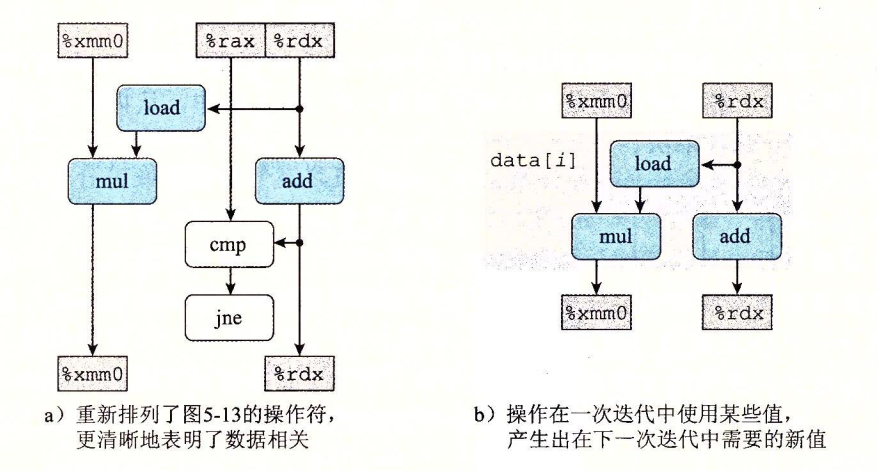 %xmm0
%rax %rdx
load
mul
add
cmp
jne
%xmm0
%rdx
a）重新排列了图5-13的操作符，
更清晰地表明了数据相关
%xmm0
%rdx
data[i]
load
mul
add
%xmm0
%rdx
b）操作在一次迭代中使用某些值，
产生出在下一次迭代中需要的新值